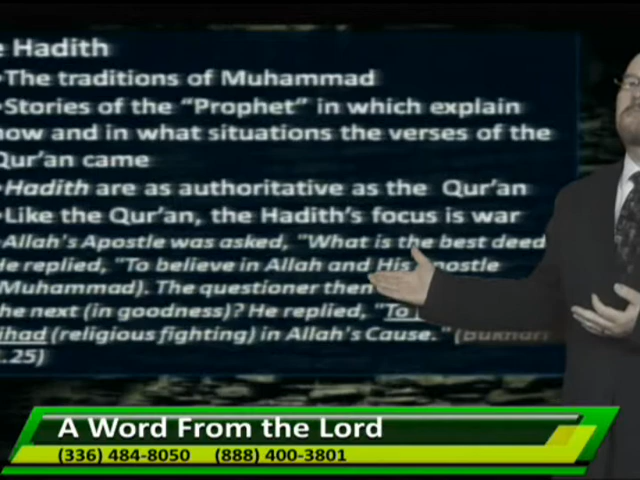 e Hadith
•The traditions of Muhammad
•Stories of the "Prophet" in which explain
how and in what situations the verses of the
Qur'an came
•Hadith are as authoritative as the Qur'an
•Like the Qur'an, the Hadith's focus is war
Allah's Apostle was asked, "What is the best deed
He replied, "To believe in Allah and His Apostle
Muhammad). The questioner then
the next (in goodness)? He replied, "To
Jihad (religious fighting) in Allah's Cause." (Bukhari
.25)
A Word From the Lord
(336) 484-8050 (888) 400-3801